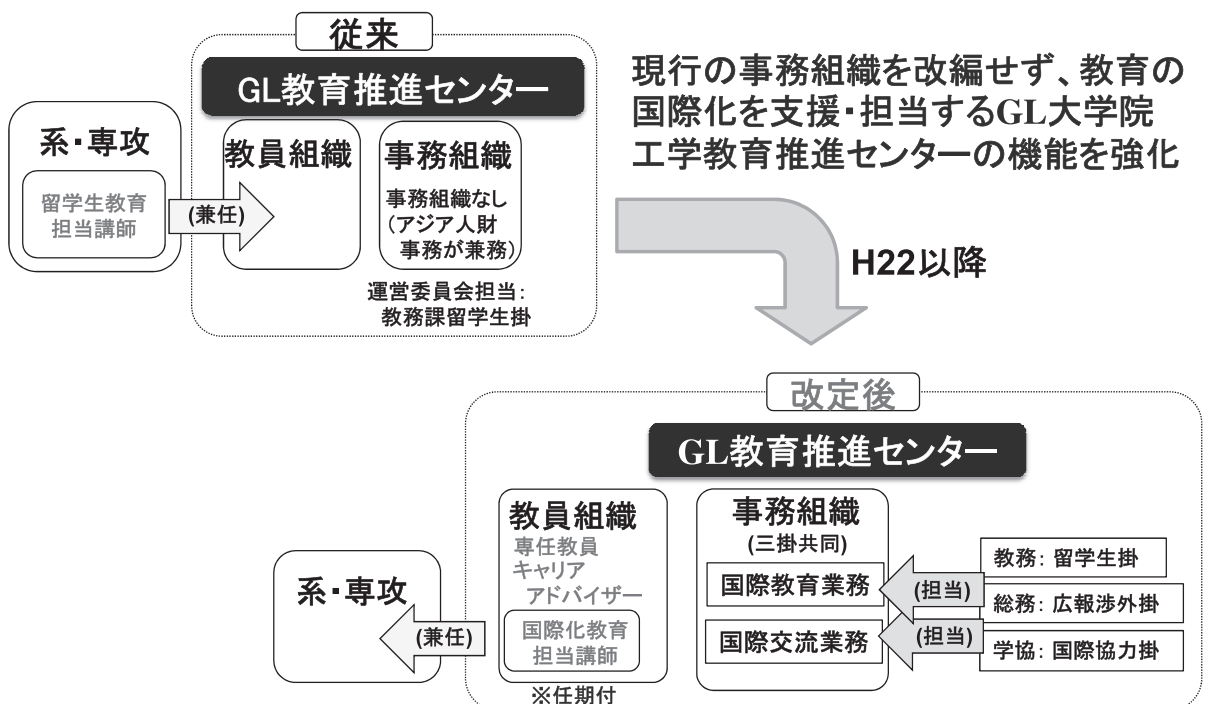 従来
GL教育推進センター
系・専攻
留学生教育
担当講師
(兼任)
教員組織
事務組織
事務組織なし
(アジア人財
事務が兼務)
運営委員会担当:
教務課留学生掛
現行の事務組織を改編せず、教育の
国際化を支援・担当するGL大学院
工学教育推進センターの機能を強化
H22以降
改定後
GL教育推進センター
系・専攻
(兼任)
教員組織
専任教員
キャリア
アドバイザー
国際化教育
担当講師
※任期付
事務組織
(三掛共同)
国際教育業務
国際交流業務
(担当)
(担当)
教務: 留学生掛
総務: 広報渉外掛
学協: 国際協力掛